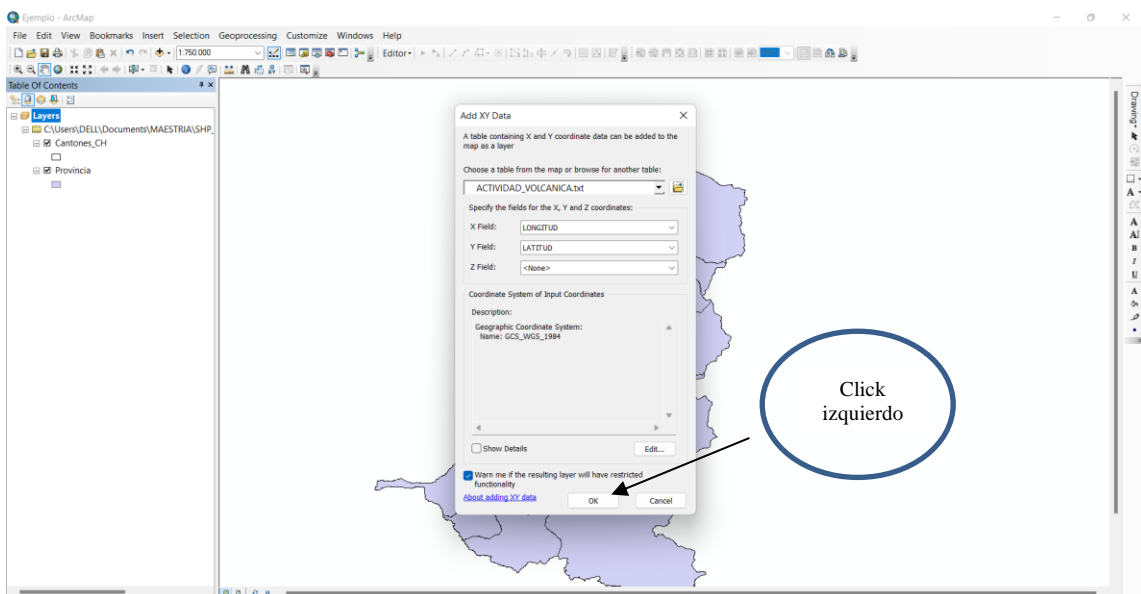 Ejemplo - ArcMap
File Edit View Bookmarks Insert Selection Geoprocessing Customize Windows Help
1:750.000
Editor
Table Of Contents
Layers
C:\Users\DELL\Documents\MAESTRIA\SHP_
Cantones_CH
Provincia
Add XY Data
A table containing X and Y coordinate data can be added to the
map as a layer
Choose a table from the map or browse for another table:
ACTIVIDAD_VOLCANICA.txt
Specify the fields for the X, Y and Z coordinates:
X Field: LONGITUD
Y Field: LATITUD
Z Field: <None>
Coordinate System of Input Coordinates
Description:
Geographic Coordinate System:
Name: GCS_WGS_1984
Show Details
Edit...
Warn me if the resulting layer will have restricted
functionality
About adding XY data
OK
Cancel
Click
izquierdo
Drawing
A
A
AI
B
I
U
A